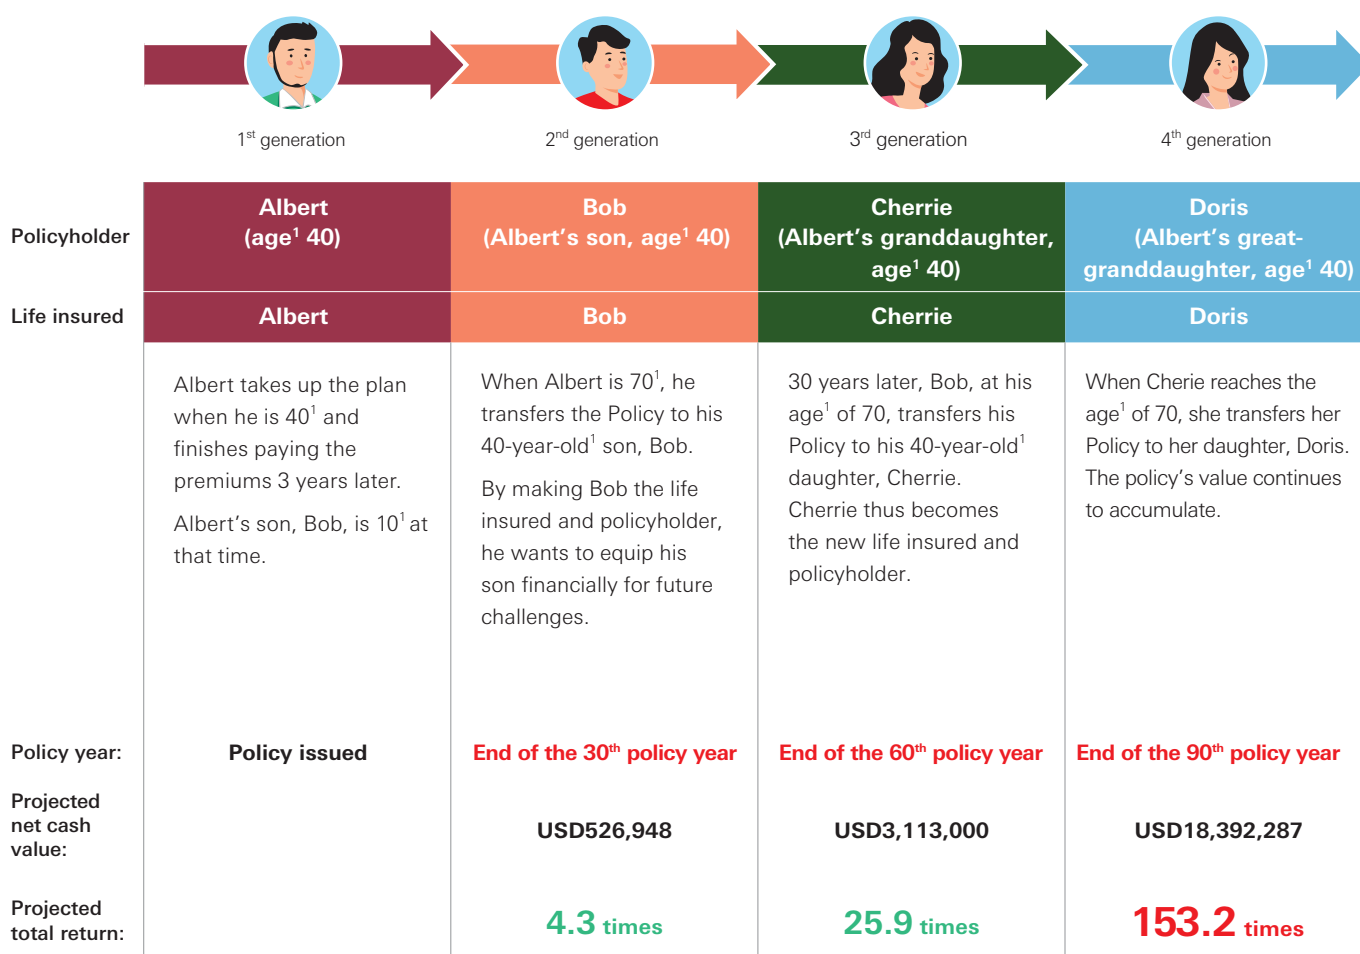 1st generation
2nd generation
3rd generation
4th generation
Policyholder
Albert
(age1 40)
Bob
(Albert’s son, age1 40)
Cherrie
(Albert’s granddaughter,
age1 40)
Doris
(Albert’s great-
granddaughter, age1 40)
Life insured
Albert
Bob
Cherrie
Doris
Albert takes up the plan
when he is 401 and
finishes paying the
premiums 3 years later.
Albert’s son, Bob, is 101 at
that time.
When Albert is 701, he
transfers the Policy to his
40-year-old1 son, Bob.
By making Bob the life
insured and policyholder,
he wants to equip his
son financially for future
challenges.
30 years later, Bob, at his
age1 of 70, transfers his
Policy to his 40-year-old1
daughter, Cherrie.
Cherrie thus becomes
the new life insured and
policyholder.
When Cherie reaches the
age1 of 70, she transfers her
Policy to her daughter, Doris.
The policy’s value continues
to accumulate.
Policy year:
Policy issued
End of the 30th policy year
End of the 60th policy year
End of the 90th policy year
Projected
net cash
value:
USD526,948
USD3,113,000
USD18,392,287
Projected
total return:
4.3 times
25.9 times
153.2 times